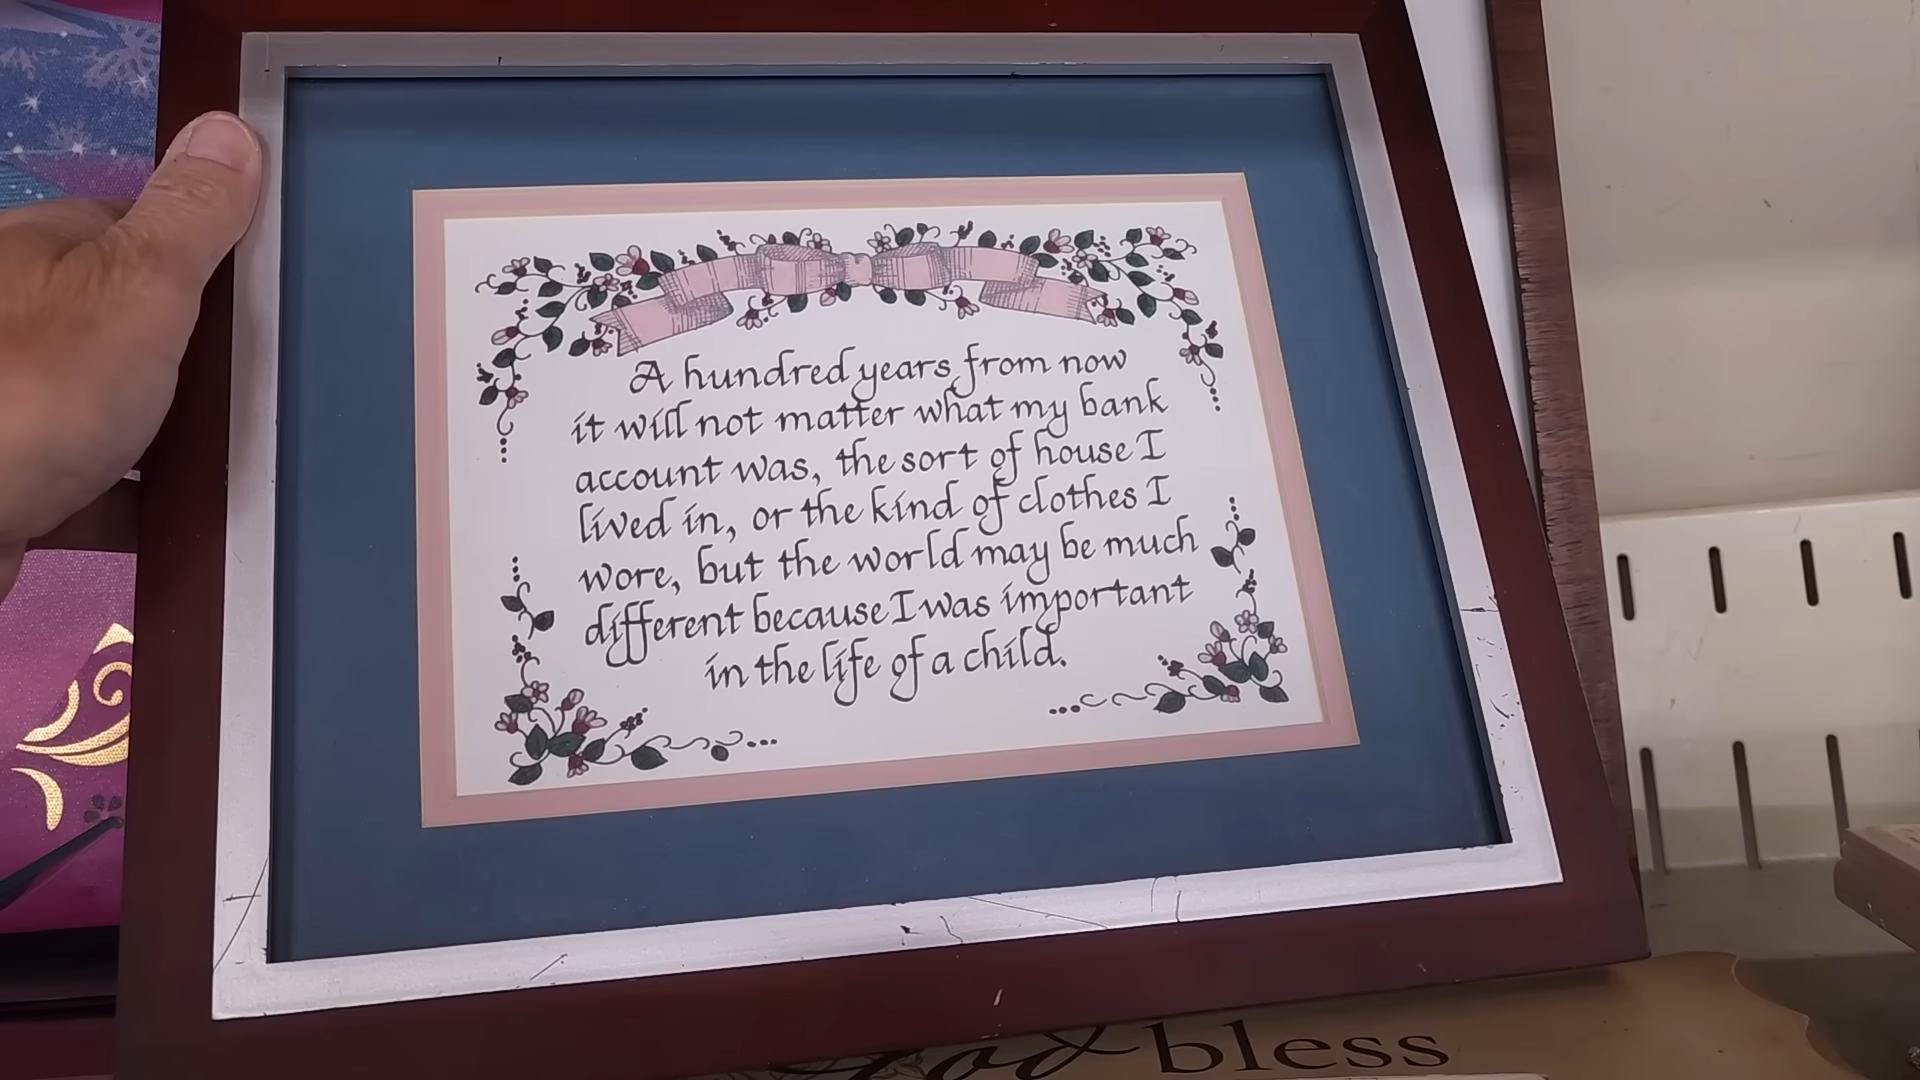 A hundred years from now
it will not matter what my bank
account was, the sort of house I
lived in, or the kind of clothes I
wore, but the world may be much
different because I was important
in the life of a child.
bless